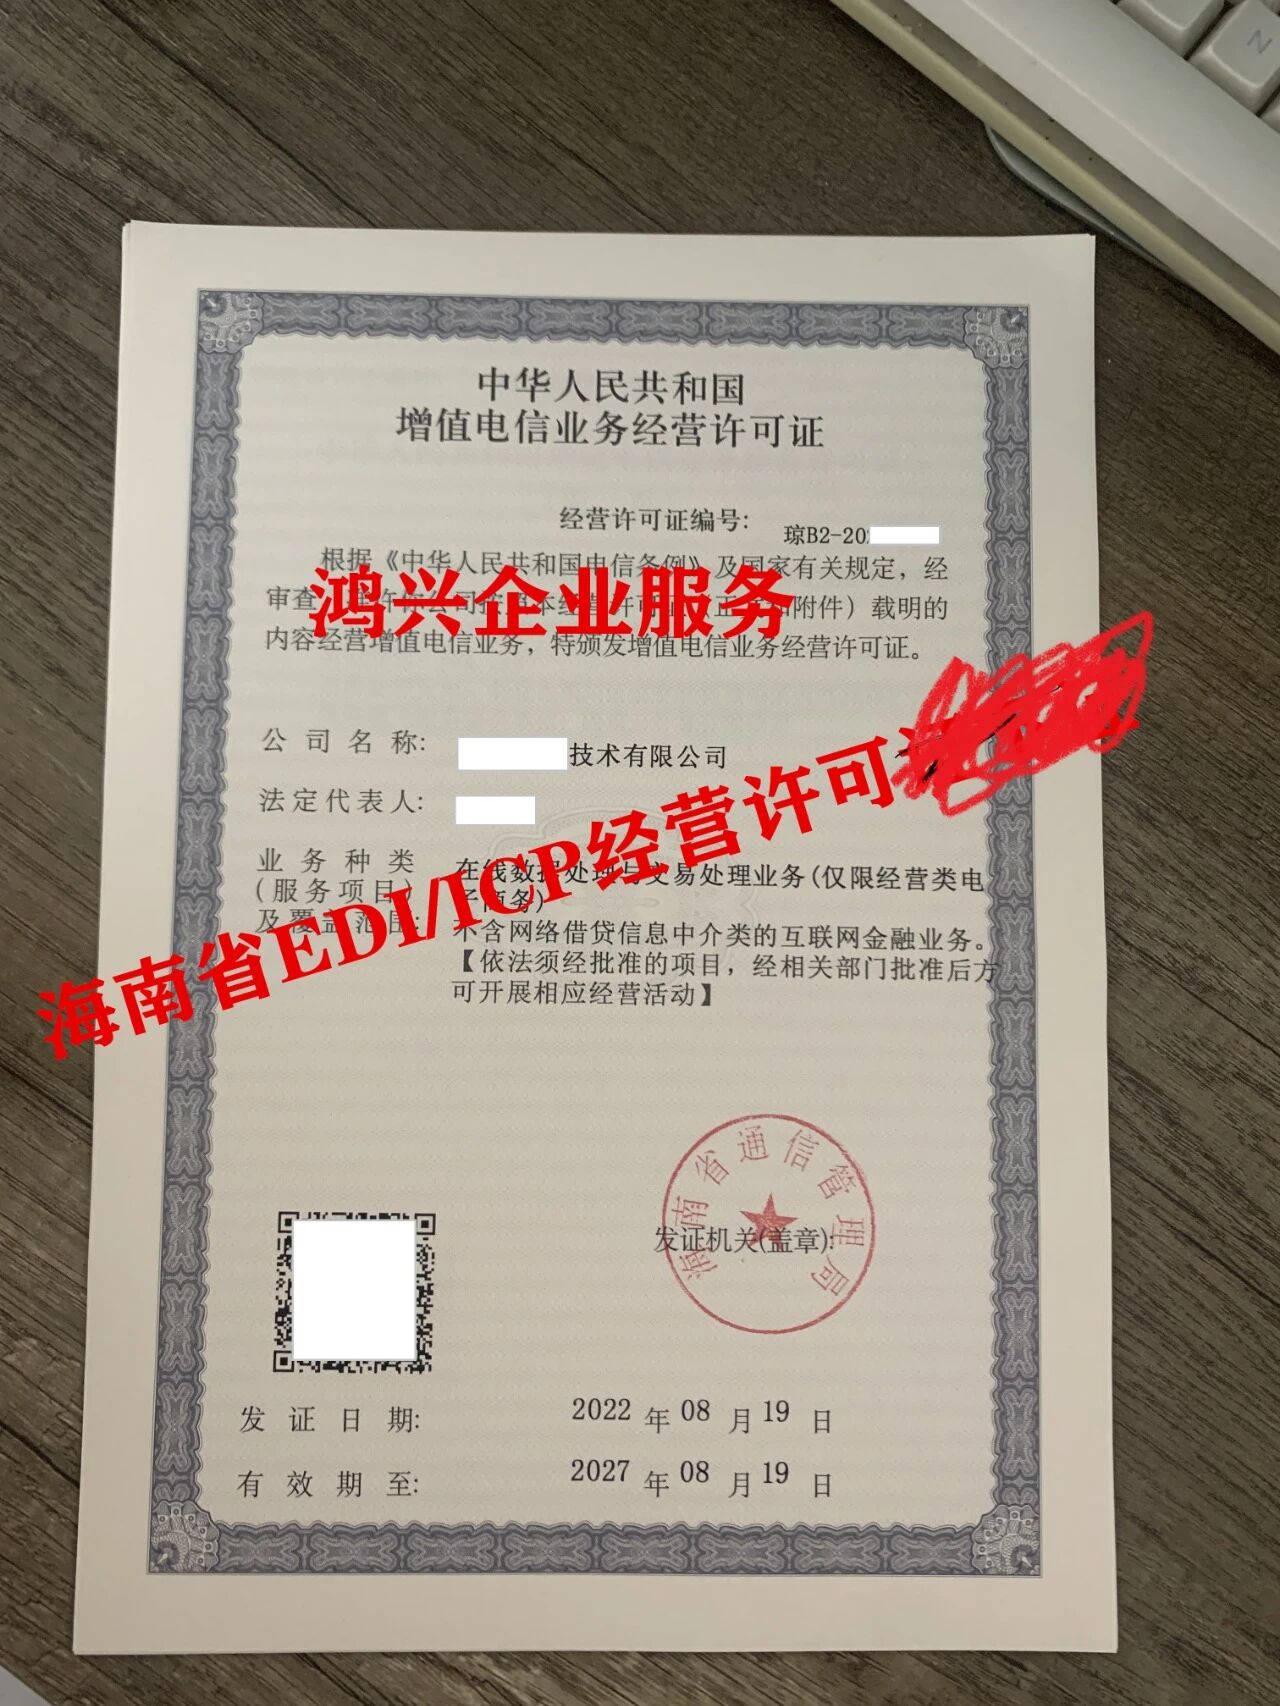 中华人民共和国
增值电信业务经营许可证
经营许可证编号: 琼B2-202
根据《中华人民共和国电信条例》及国家有关规定，经
审查
附件）载明的
内容经营增值电信业务，特颁发增值电信业务经营许可证。
鸿兴企业服务
公司名称: 技术有限公司
法定代表人:
海南省EDI/ICP经营许可
业务种类 在线数据处理与交易处理业务(仅限经营类电
(服务项目) 子商务)
及覆盖范围: 不含网络借贷信息中介类的互联网金融业务。
【依法须经批准的项目，经相关部门批准后方
可开展相应经营活动】
海南省通信管理局
发证机关(盖章):
发证日期: 2022年08月19日
有效期至: 2027年08月19日
N